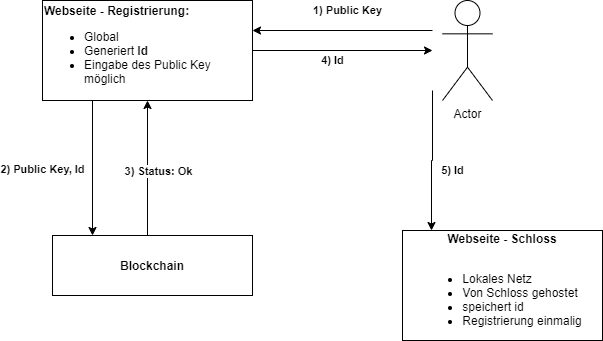 Webseite - Registrierung:
• Global
• Generiert Id
• Eingabe des Public Key
möglich
1) Public Key
4) Id
Actor
2) Public Key, Id
3) Status: Ok
5) Id
Blockchain
Webseite - Schloss
• Lokales Netz
• Von Schloss gehostet
• speichert id
• Registrierung einmalig